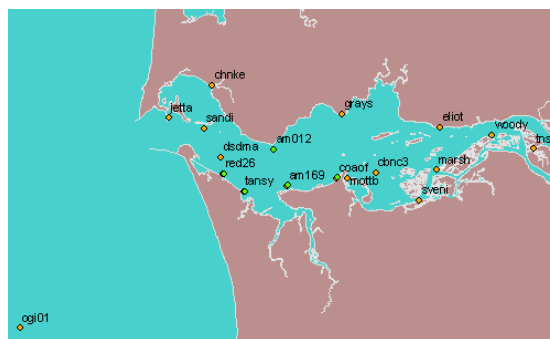 chnke
jetta
sandi
grays
eliot
woody
tns
am012
dsdma
red26
tansy
am169
coaof
mottb
cbnc3
marsh
sveni
ogi01